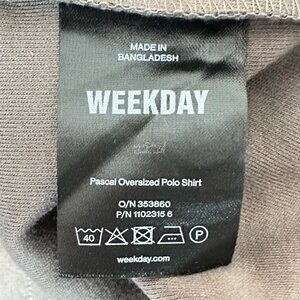 MADE IN
BANGLADESH
WEEKDAY
Pascal Oversized Polo Shirt
O/N 353860
P/N 1102315 6
40 P
weekday.com